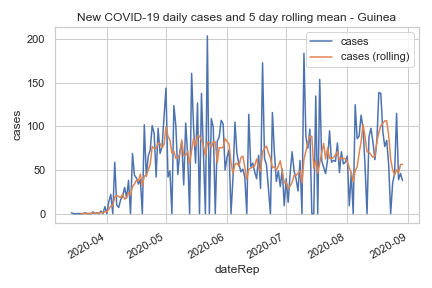 New COVID-19 daily cases and 5 day rolling mean - Guinea
cases
cases (rolling)
200
150
100
50
0
cases
2020-04
2020-05
2020-06
2020-07
2020-08
2020-09
dateRep